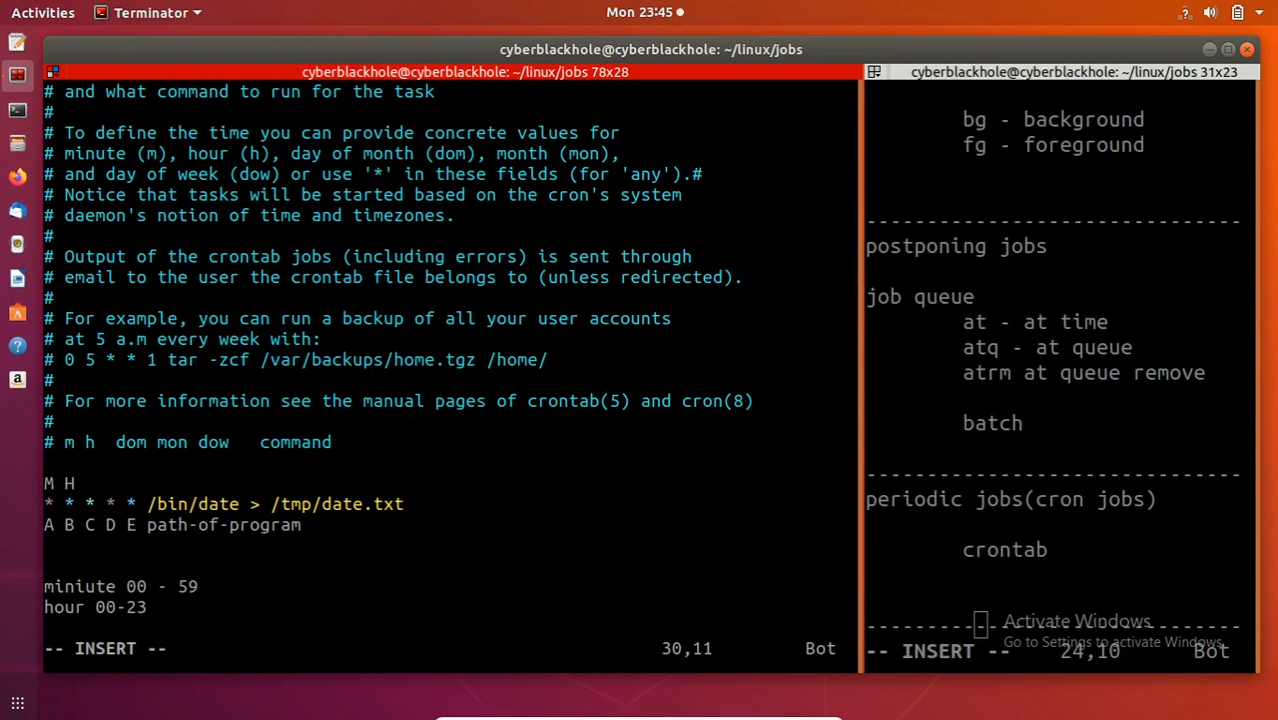 Activities Terminator Mon 23:45
cyberblackhole@cyberblackhole: ~/linux/jobs
cyberblackhole@cyberblackhole: ~/linux/jobs 78x28
# and what command to run for the task
#
# To define the time you can provide concrete values for
# minute (m), hour (h), day of month (dom), month (mon),
# and day of week (dow) or use '*' in these fields (for 'any').#
# Notice that tasks will be started based on the cron's system
# daemon's notion of time and timezones.
#
# Output of the crontab jobs (including errors) is sent through
# email to the user the crontab file belongs to (unless redirected).
#
# For example, you can run a backup of all your user accounts
# at 5 a.m every week with:
# 0 5 * * 1 tar -zcf /var/backups/home.tgz /home/
#
# For more information see the manual pages of crontab(5) and cron(8)
#
# m h  dom mon dow   command
M H
* * * * * /bin/date > /tmp/date.txt
A B C D E path-of-program
miniute 00 - 59
hour 00-23
-- INSERT -- 30,11 Bot
cyberblackhole@cyberblackhole: ~/linux/jobs 31x23
bg - background
fg - foreground
------------------------------
postponing jobs
job queue
at - at time
atq - at queue
atrm at queue remove
batch
------------------------------
periodic jobs(cron jobs)
crontab
------------------------------
Activate Windows
Go to Settings to activate Windows.
-- INSERT -- 24,10 Bot